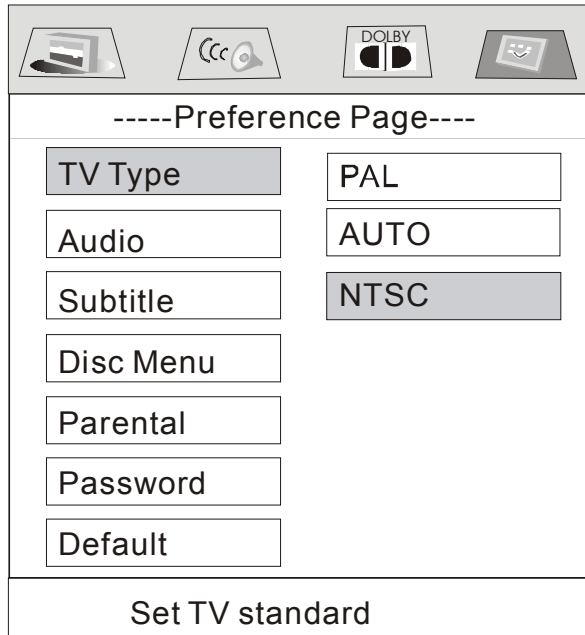 DOLBY
-----Preference Page----
TV Type
PAL
Audio
AUTO
Subtitle
NTSC
Disc Menu
Parental
Password
Default
Set TV standard